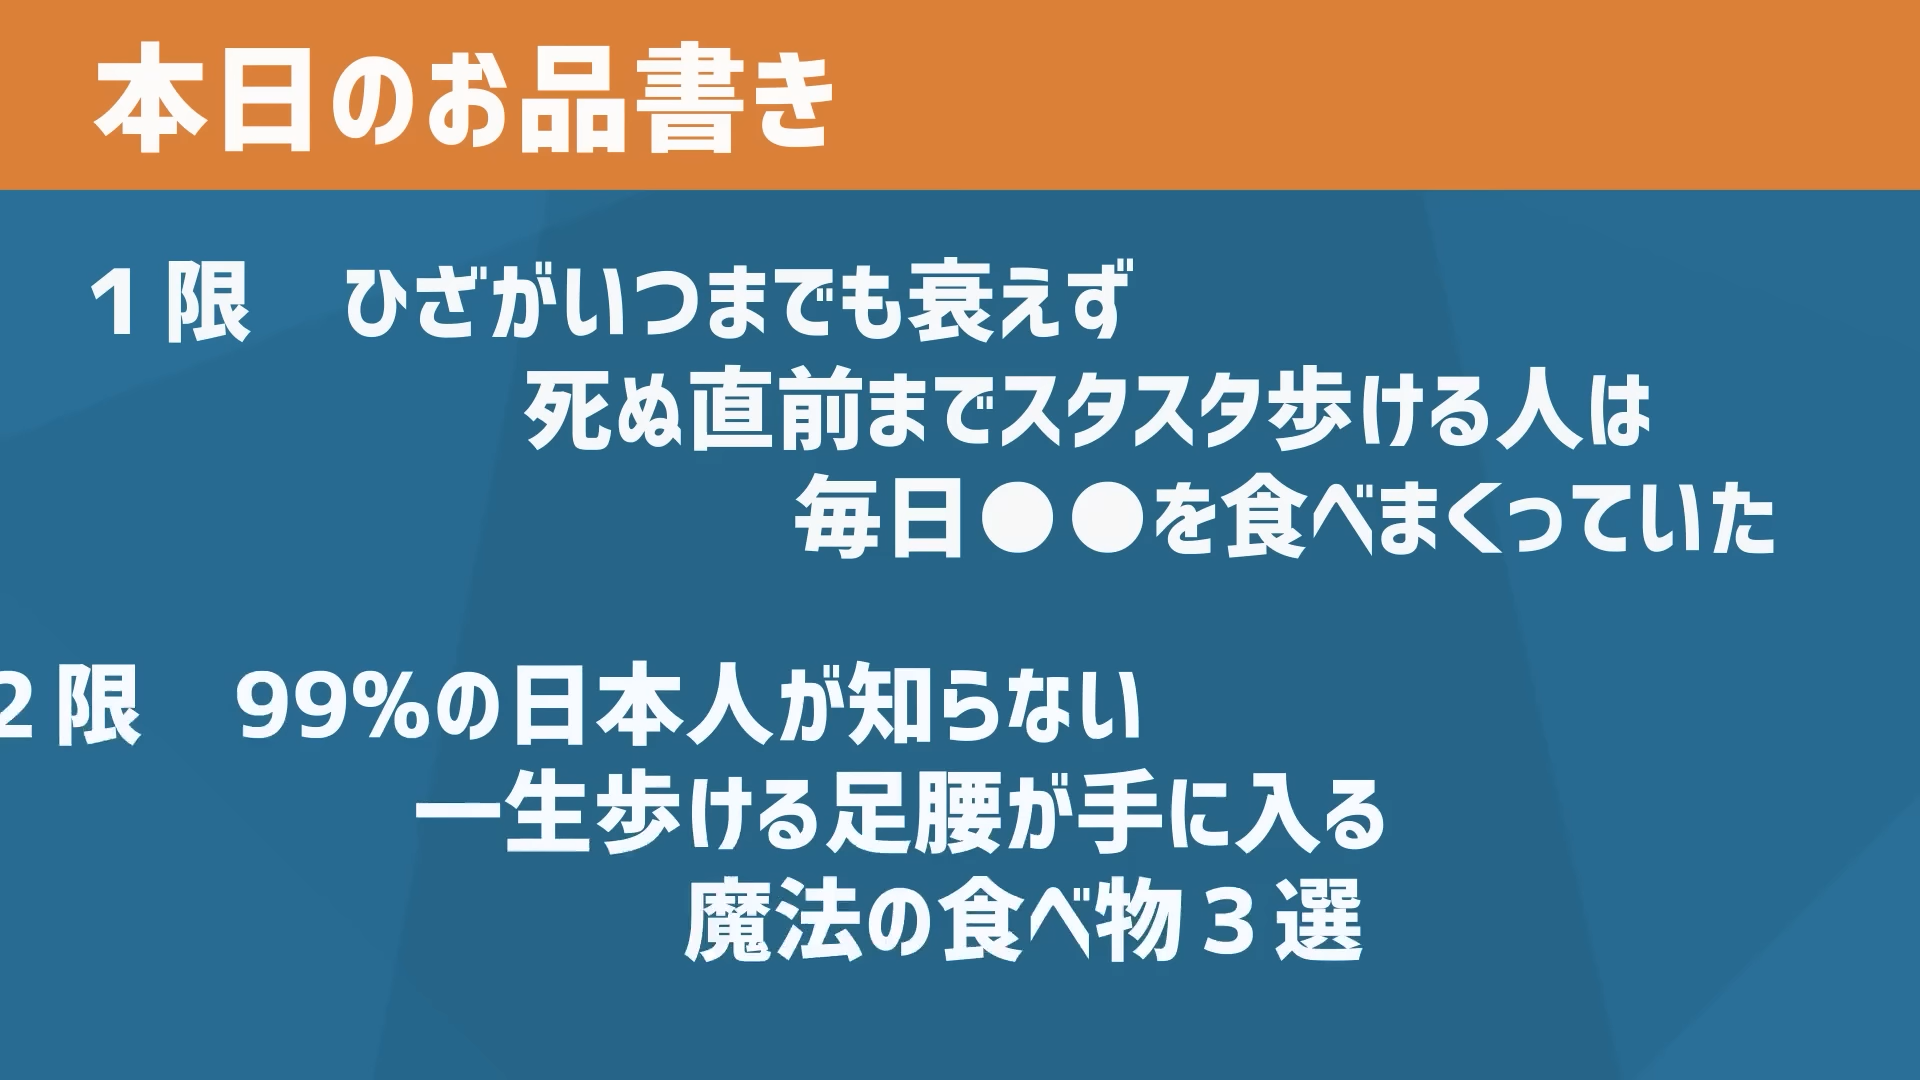 本日のお品書き
１限　ひざがいつまでも衰えず
死ぬ直前までスタスタ歩ける人は
毎日●●を食べまくっていた
２限　99%の日本人が知らない
一生歩ける足腰が手に入る
魔法の食べ物３選